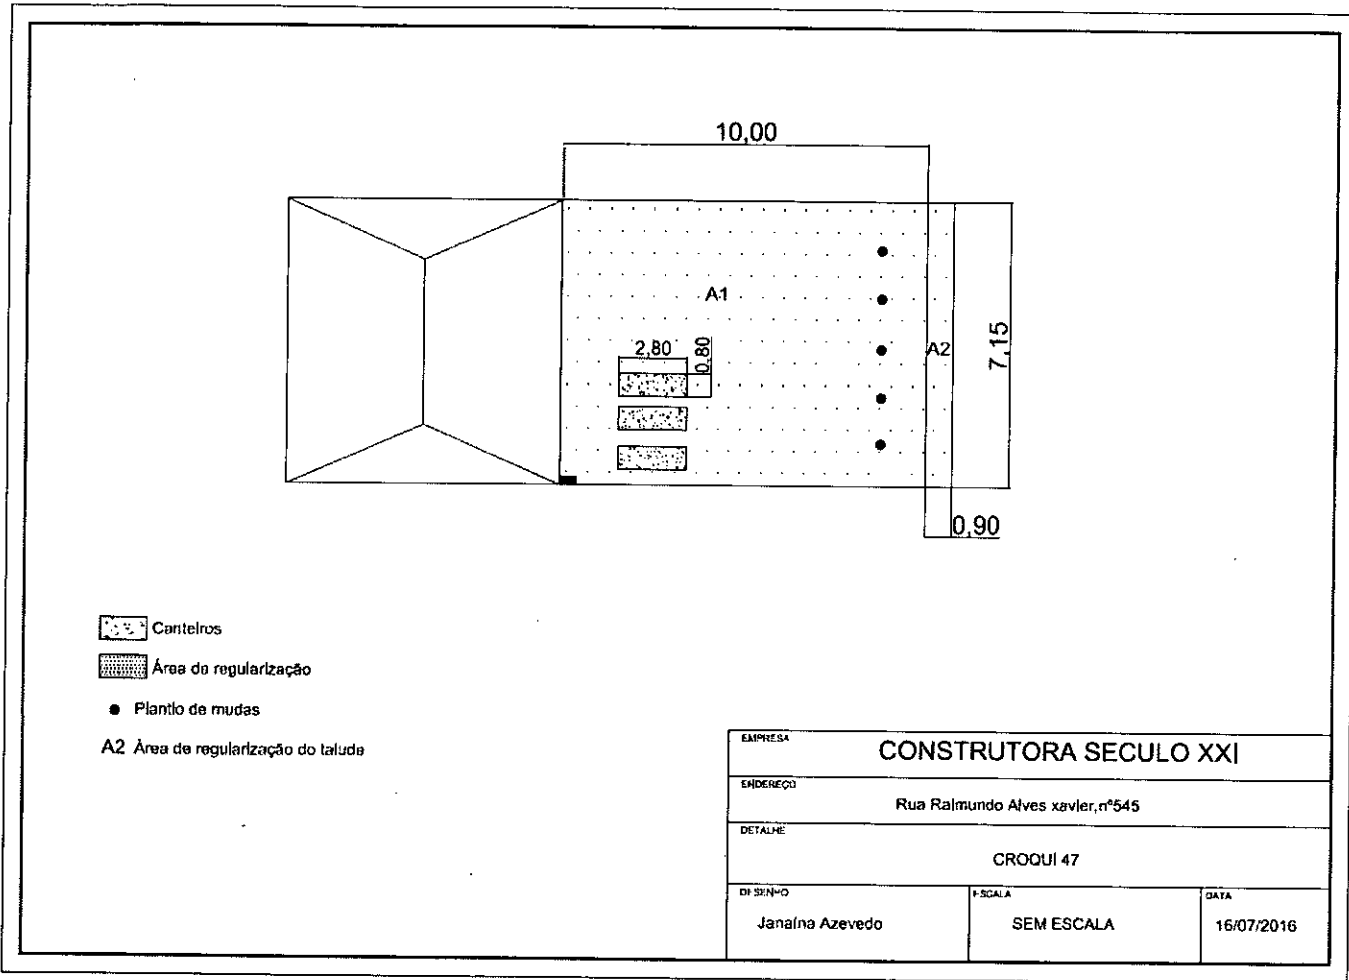 10,00
A1
2,80
0,80
A2
7,15
0,90
Canteiros
Área de regularização
Plantio de mudas
A2 Área de regularização do talude
EMPRESA
CONSTRUTORA SECULO XXI
ENDEREÇO
Rua Raimundo Alves xavier,nº545
DETALHE
CROQUÍ 47
DESENHO
ESCALA
DATA
Janaína Azevedo
SEM ESCALA
16/07/2016